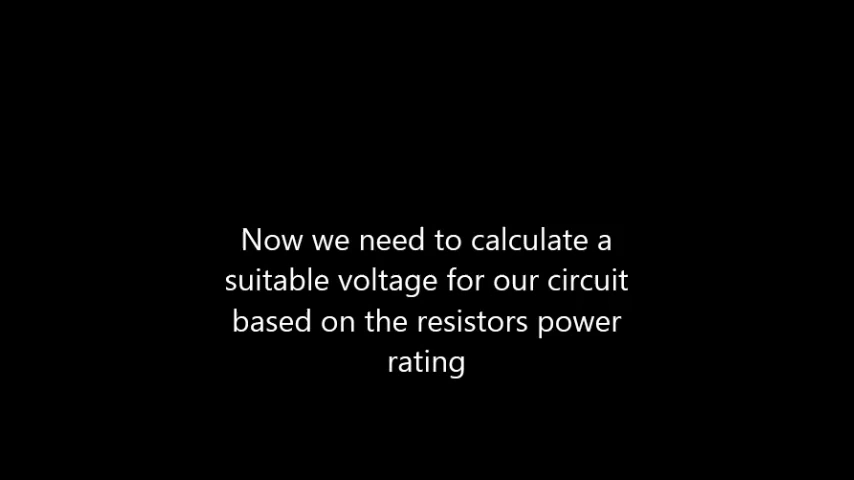 Now we need to calculate a
suitable voltage for our circuit
based on the resistors power
rating